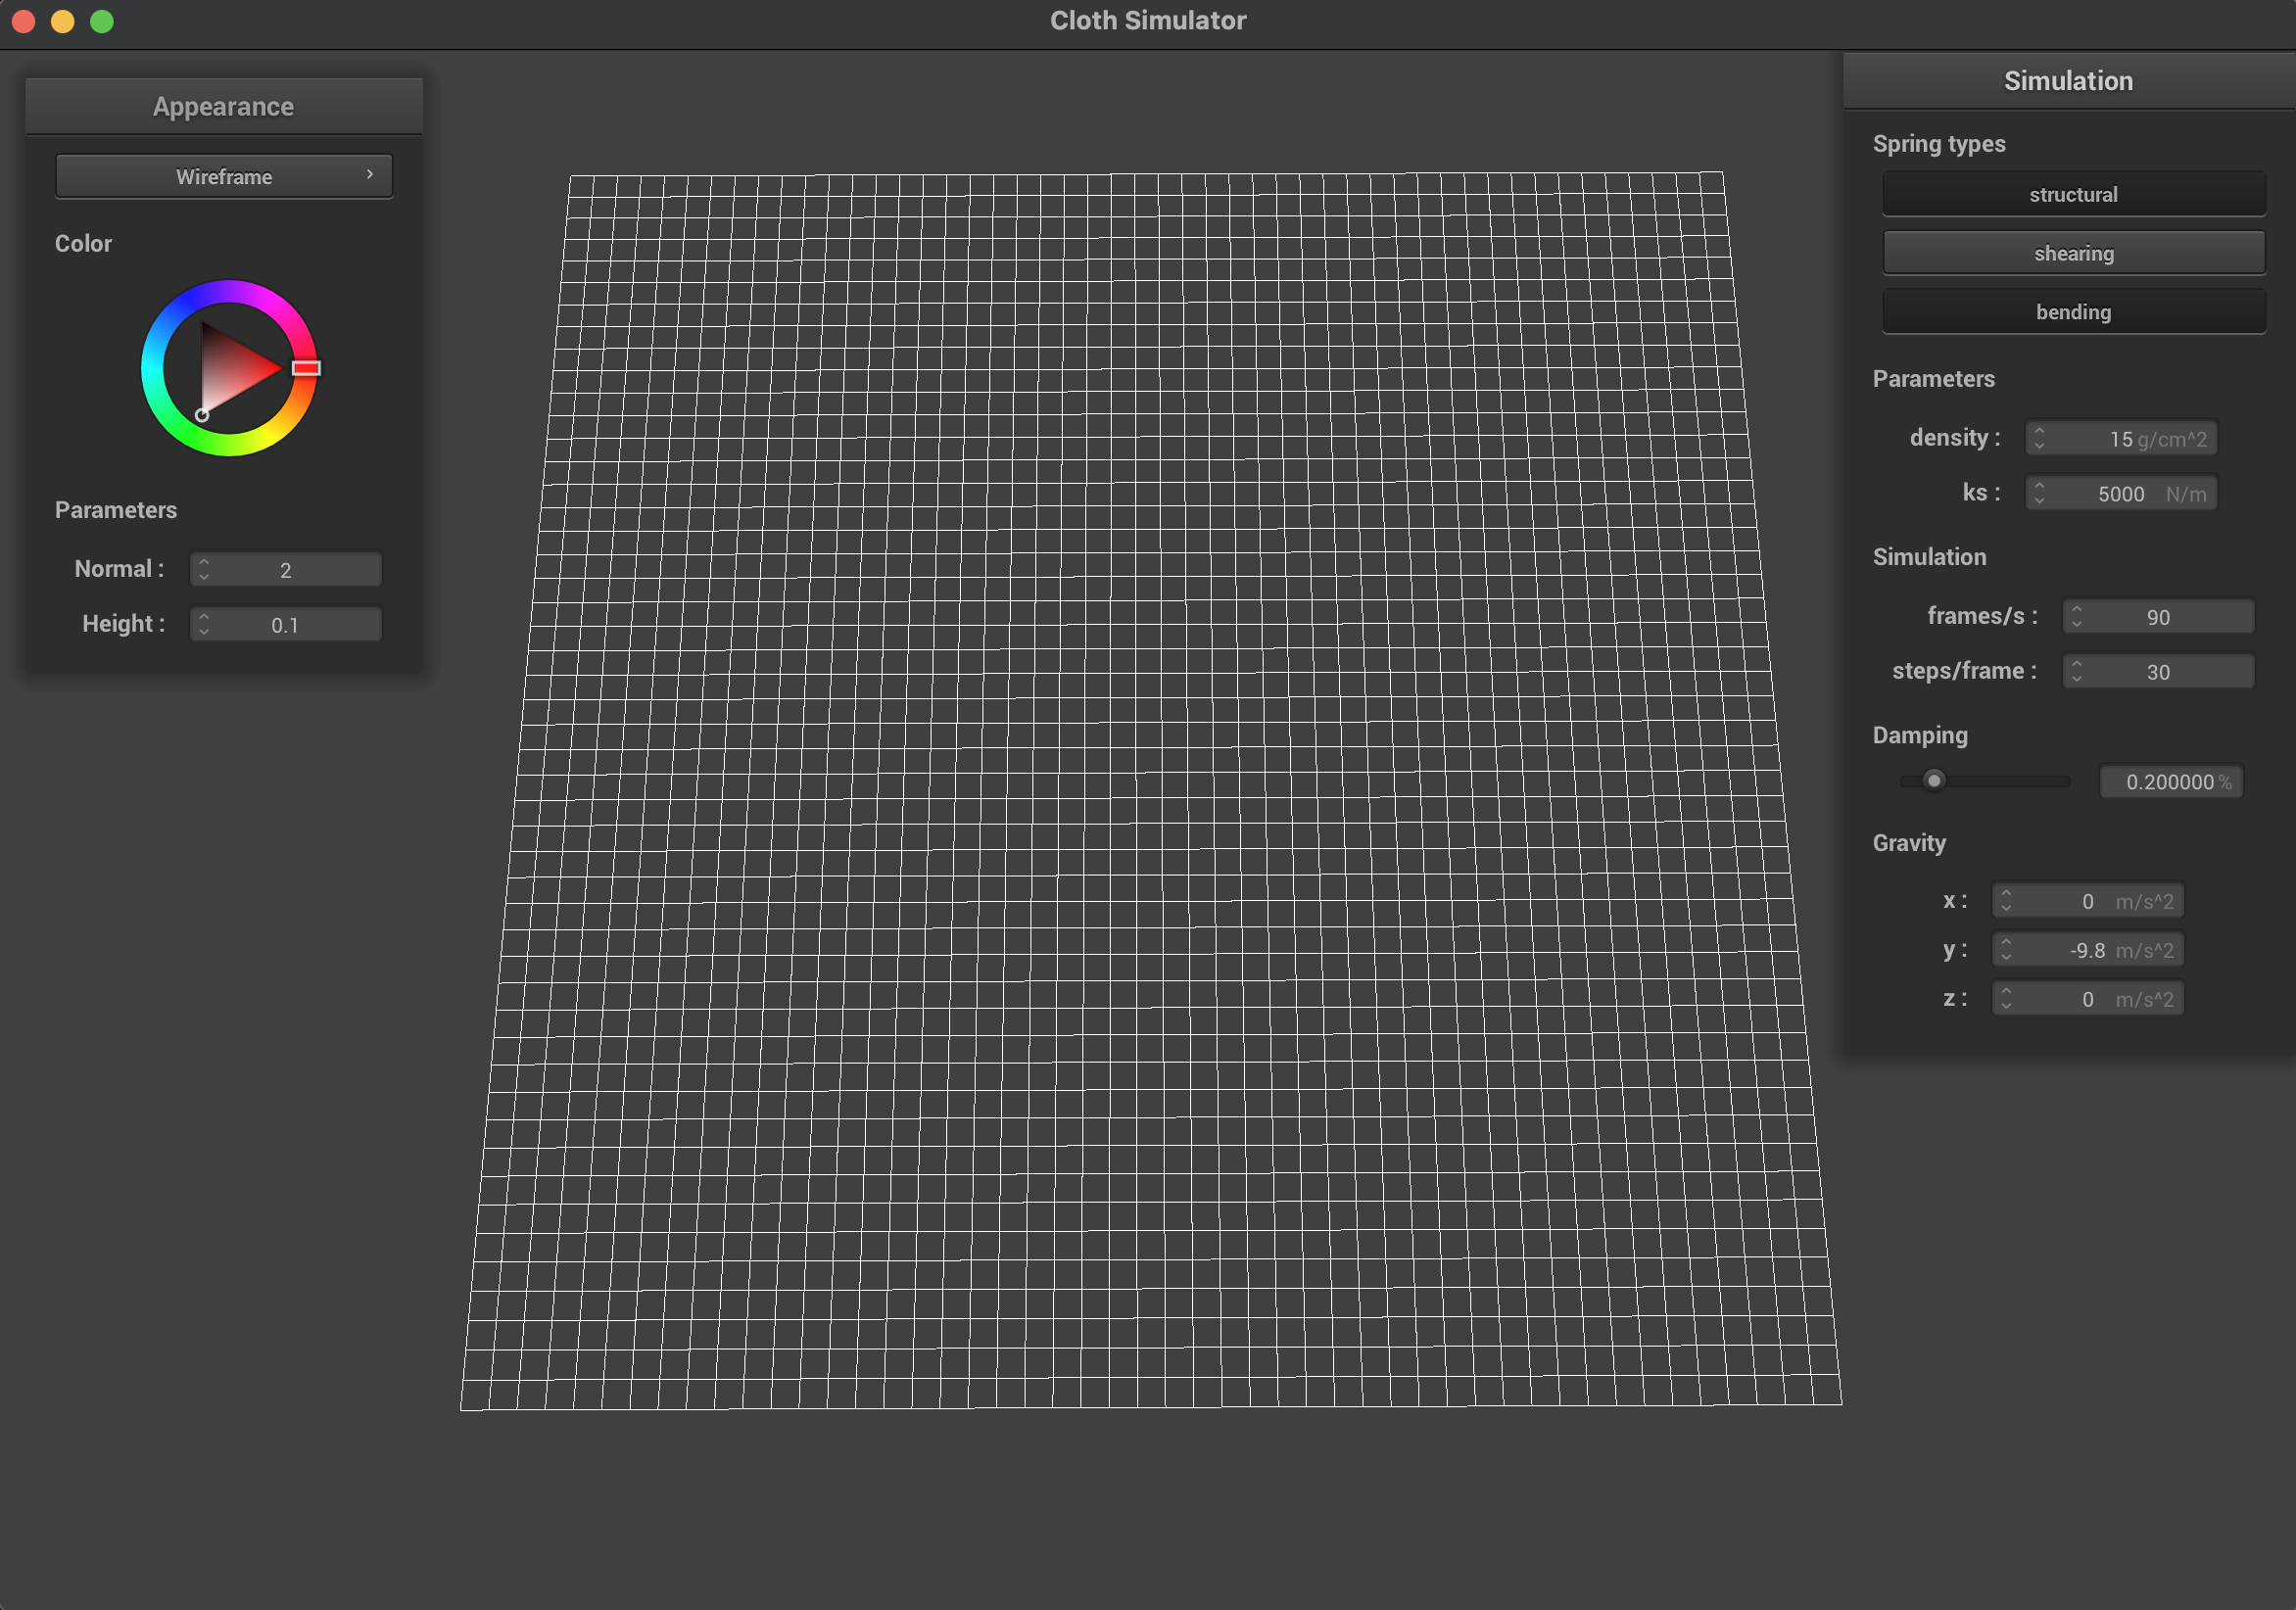 Cloth Simulator
Appearance
Wireframe
Color
Parameters
Normal : 2
Height : 0.1
Simulation
Spring types
structural
shearing
bending
Parameters
density : 15 g/cm^2
ks : 5000 N/m
Simulation
frames/s : 90
steps/frame : 30
Damping
0.200000 %
Gravity
x : 0 m/s^2
y : -9.8 m/s^2
z : 0 m/s^2